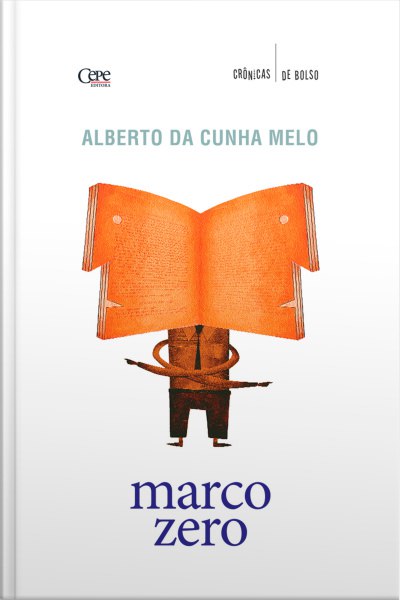 Cepe
EDITORA
CRÔNICAS DE BOLSO
ALBERTO DA CUNHA MELO
marco
zero